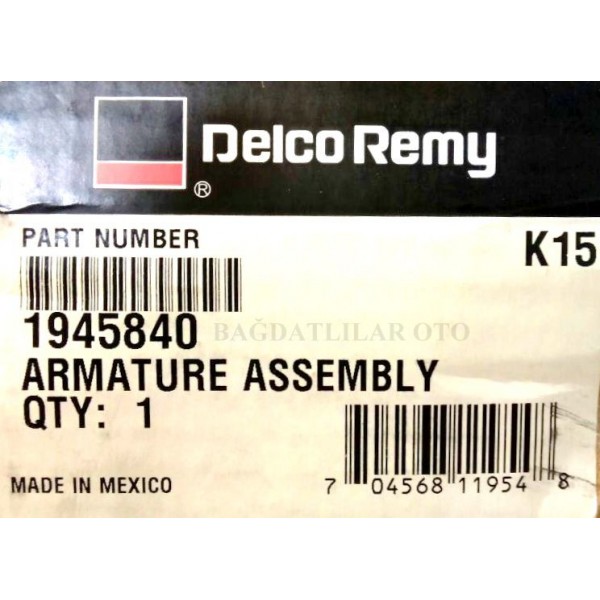 Delco Remy
®
PART NUMBER
K15
1945840
BAĞDATLILAR OTO
ARMATURE ASSEMBLY
QTY: 1
MADE IN MEXICO
7 04568 11954 8